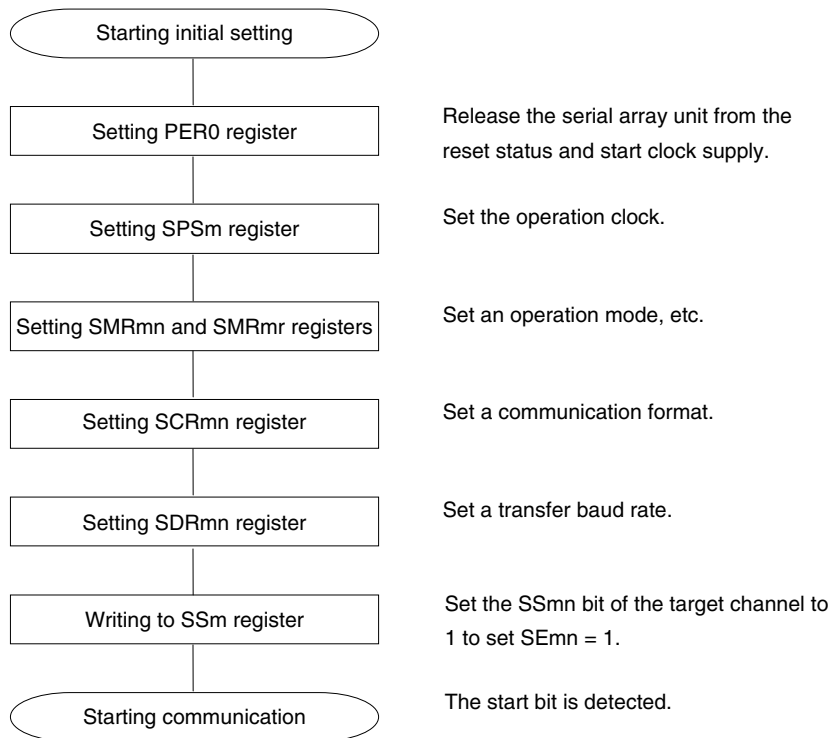 Starting initial setting
Setting PER0 register
Release the serial array unit from the
reset status and start clock supply.
Setting SPSm register
Set the operation clock.
Setting SMRmn and SMRmr registers
Set an operation mode, etc.
Setting SCRmn register
Set a communication format.
Setting SDRmn register
Set a transfer baud rate.
Writing to SSm register
Set the SSmn bit of the target channel to
1 to set SEmn = 1.
Starting communication
The start bit is detected.